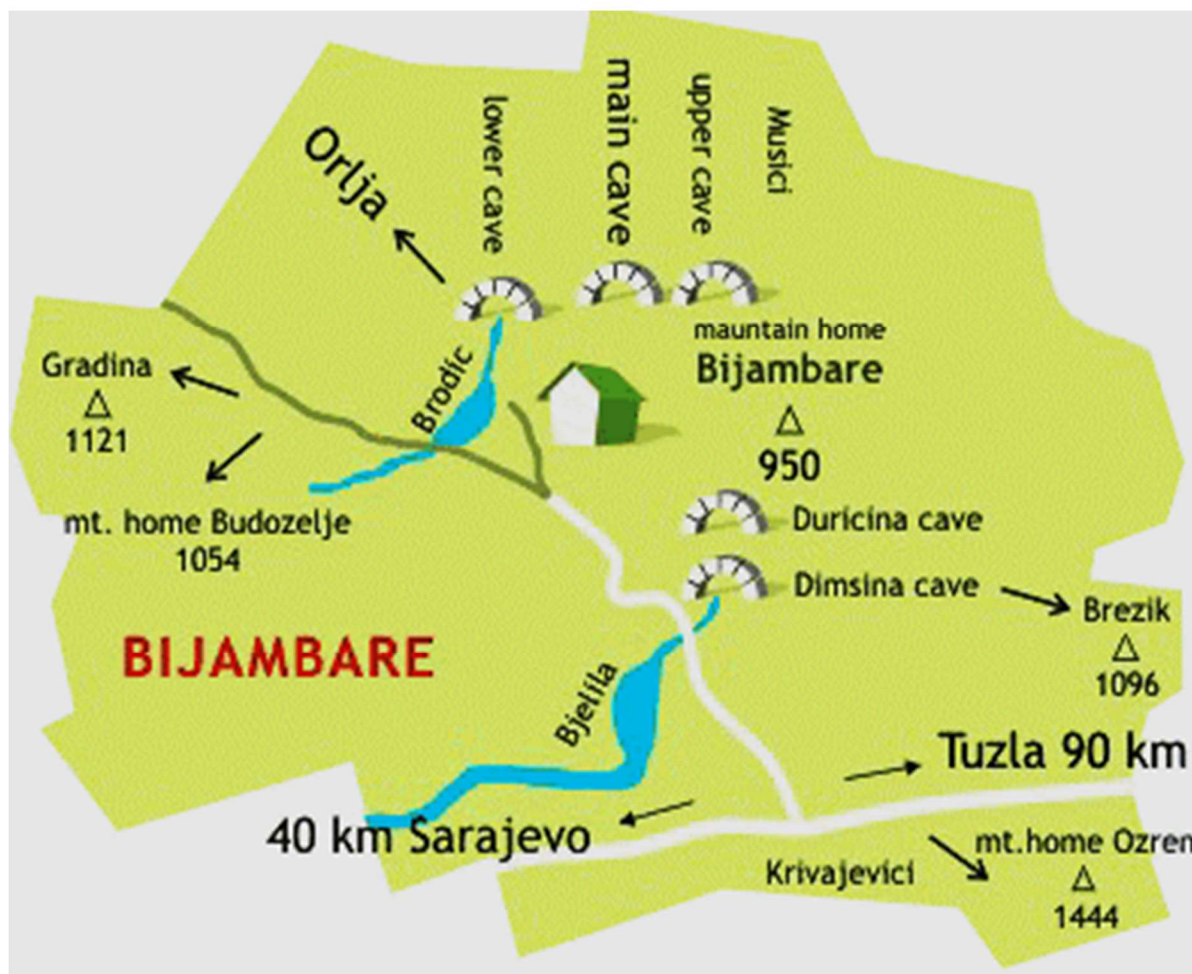 Orlja
lower cave
main cave
upper cave
Musici
mauntain home
Bijambare
950
Gradina
1121
Brodic
mt. home Budozelje
1054
Duricina cave
Dimsina cave
Brezik
1096
BIJAMBARE
Bjelila
Tuzla 90 km
40 km Sarajevo
mt.home Ozren
1444
Krivajevici